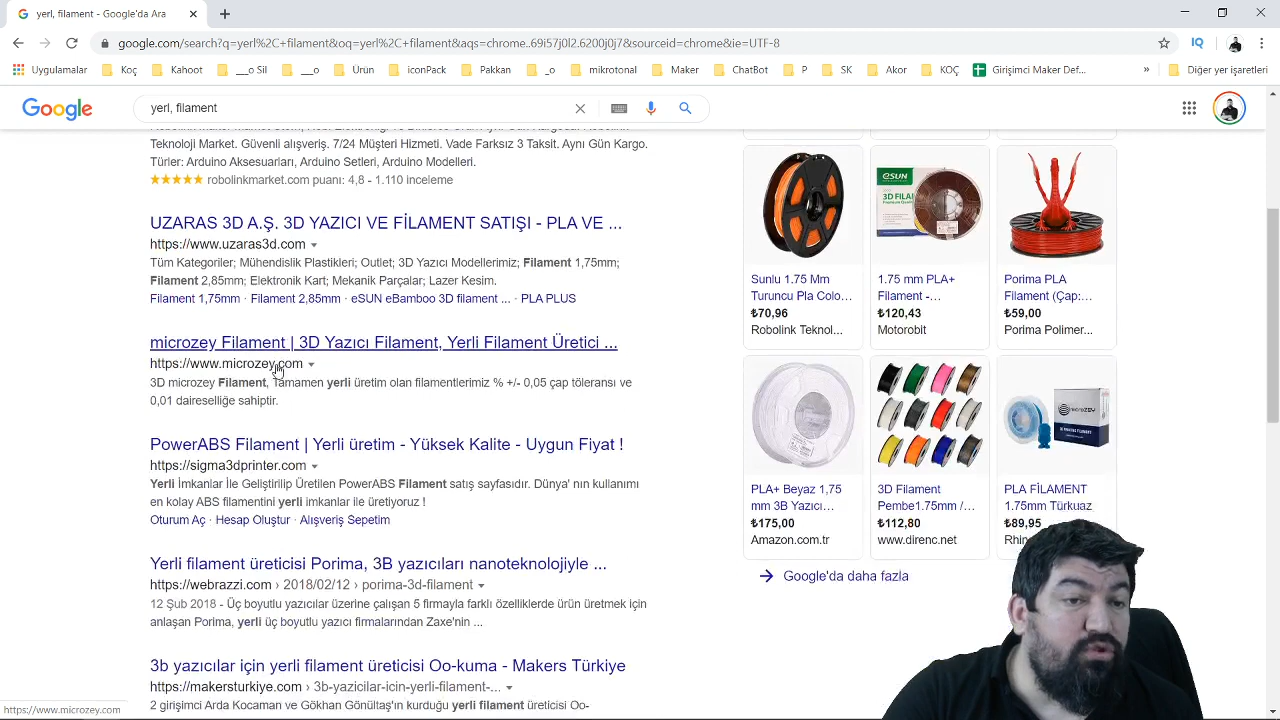 yerl, filament - Google'da Ara
google.com/search?q=yerl%2C+filament&oq=yerl%2C+filament&aqs=chrome..69i57j0l2.6200j0j7&sourceid=chrome&ie=UTF-8
Uygulamalar Koç Kahoot ___o Sil ___o Ürün iconPack Pakkan _o mikrotonal Maker ChatBot P SK Akor KOÇ Girişimci Maker Def... » Diğer yer işaretleri
Google
yerl, filament
Teknoloji Market. Güvenli alışveriş. 7/24 Müşteri Hizmeti. Vade Farksız 3 Taksit. Aynı Gün Kargo.
Türler: Arduino Aksesuarları, Arduino Setleri, Arduino Modelleri.
robolinkmarket.com puanı: 4,8 - 1.110 inceleme
UZARAS 3D A.Ş. 3D YAZICI VE FİLAMENT SATIŞI - PLA VE ...
https://www.uzaras3d.com
Tüm Kategoriler; Mühendislik Plastikleri; Outlet; 3D Yazıcı Modellerimiz; Filament 1,75mm;
Filament 2,85mm; Elektronik Kart; Mekanik Parçalar; Lazer Kesim.
Filament 1,75mm · Filament 2,85mm · eSUN eBamboo 3D filament ... · PLA PLUS
microzey Filament | 3D Yazıcı Filament, Yerli Filament Üretici ...
https://www.microzey.com
3D microzey Filament, Tamamen yerli üretim olan filamentlerimiz % +/- 0,05 çap töleransı ve
0,01 daireselliğe sahiptir.
PowerABS Filament | Yerli üretim - Yüksek Kalite - Uygun Fiyat !
https://sigma3dprinter.com
Yerli İmkanlar İle Geliştirilip Üretilen PowerABS Filament satış sayfasıdır. Dünya' nın kullanımı
en kolay ABS filamentini yerli imkanlar ile üretiyoruz !
Oturum Aç · Hesap Oluştur · Alışveriş Sepetim
Yerli filament üreticisi Porima, 3B yazıcıları nanoteknolojiyle ...
https://webrazzi.com › 2018/02/12 › porima-3d-filament
12 Şub 2018 - Üç boyutlu yazıcılar üzerine çalışan 5 firmayla farklı özelliklerde ürün üretmek için
anlaşan Porima, yerli üç boyutlu yazıcı firmalarından Zaxe'nin ...
3b yazıcılar için yerli filament üreticisi Oo-kuma - Makers Türkiye
https://makersturkiye.com › 3b-yazicilar-icin-yerli-filament-...
2 girişimci Arda Kocaman ve Gökhan Gönültaş'ın kurduğu yerli filament üreticisi Oo-
https://www.microzey.com
eSUN
Sunlu 1.75 Mm
Turuncu Pla Colo...
₺70,96
Robolink Teknol...
1.75 mm PLA+
Filament -...
₺120,43
Motorobit
Porima PLA
Filament (Çap:...
₺59,00
Porima Polimer...
PLA+ Beyaz 1,75
mm 3B Yazıcı...
₺175,00
Amazon.com.tr
3D Filament
Pembe1.75mm /...
₺112,80
www.direnc.net
microZEY
PLA FİLAMENT
1.75mm Türkuaz
₺89,95
Google'da daha fazla